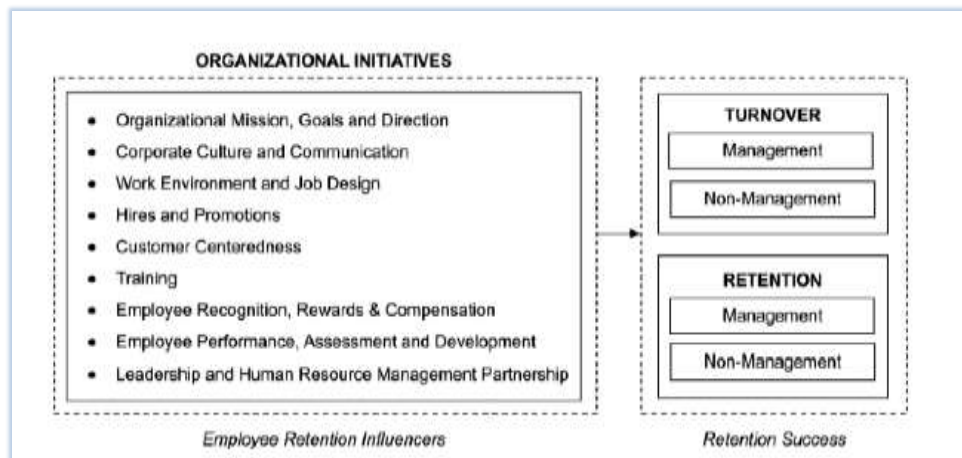 ORGANIZATIONAL INITIATIVES
• Organizational Mission, Goals and Direction
• Corporate Culture and Communication
• Work Environment and Job Design
• Hires and Promotions
• Customer Centeredness
• Training
• Employee Recognition, Rewards & Compensation
• Employee Performance, Assessment and Development
• Leadership and Human Resource Management Partnership
Employee Retention Influencers
TURNOVER
Management
Non-Management
RETENTION
Management
Non-Management
Retention Success